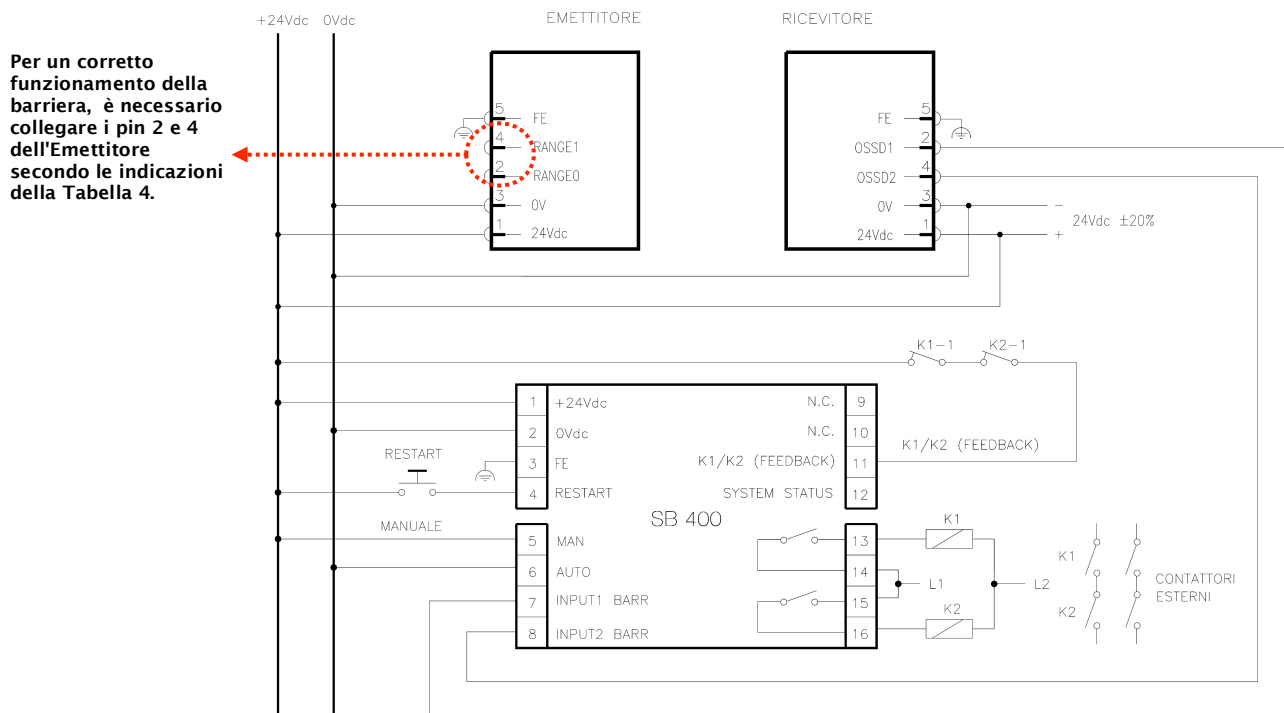 +24Vdc 0Vdc
EMETTITORE
RICEVITORE
Per un corretto
funzionamento della
barriera, è necessario
collegare i pin 2 e 4
dell'Emettitore
secondo le indicazioni
della Tabella 4.
5 FE
4 RANGE1
2 RANGE0
3 0V
1 24Vdc
FE 5
OSSD1 2
OSSD2 4
0V 3
24Vdc 1
−
24Vdc ±20%
+
K1-1 K2-1
1 +24Vdc
2 0Vdc
3 FE
4 RESTART
N.C. 9
N.C. 10
K1/K2 (FEEDBACK) 11
SYSTEM STATUS 12
K1/K2 (FEEDBACK)
RESTART
SB 400
MANUALE
5 MAN
6 AUTO
7 INPUT1 BARR
8 INPUT2 BARR
13
14
15
16
K1
K2
L1
L2
K1
K2
CONTATTORI
ESTERNI